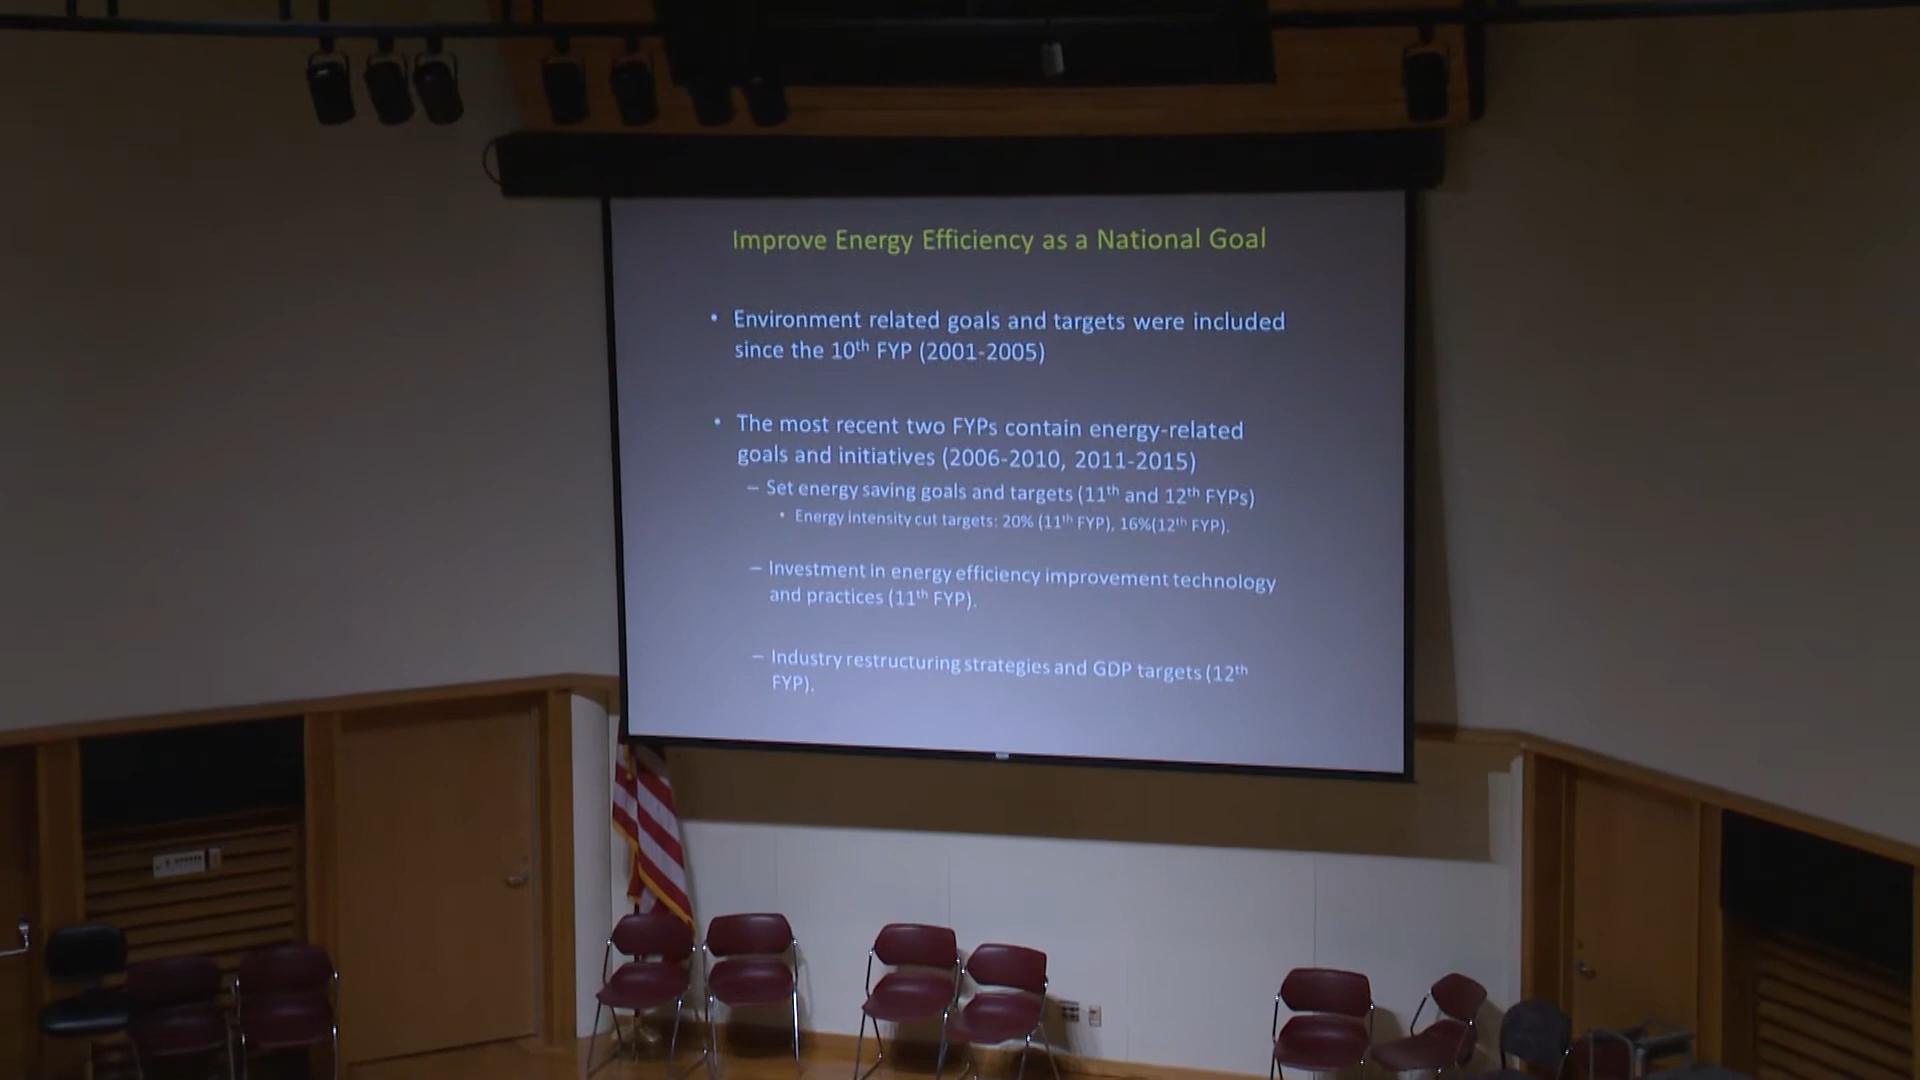 Improve Energy Efficiency as a National Goal
• Environment related goals and targets were included
since the 10th FYP (2001-2005)
• The most recent two FYPs contain energy-related
goals and initiatives (2006-2010, 2011-2015)
– Set energy saving goals and targets (11th and 12th FYPs)
• Energy intensity cut targets: 20% (11th FYP), 16%(12th FYP).
– Investment in energy efficiency improvement technology
and practices (11th FYP).
– Industry restructuring strategies and GDP targets (12th
FYP).